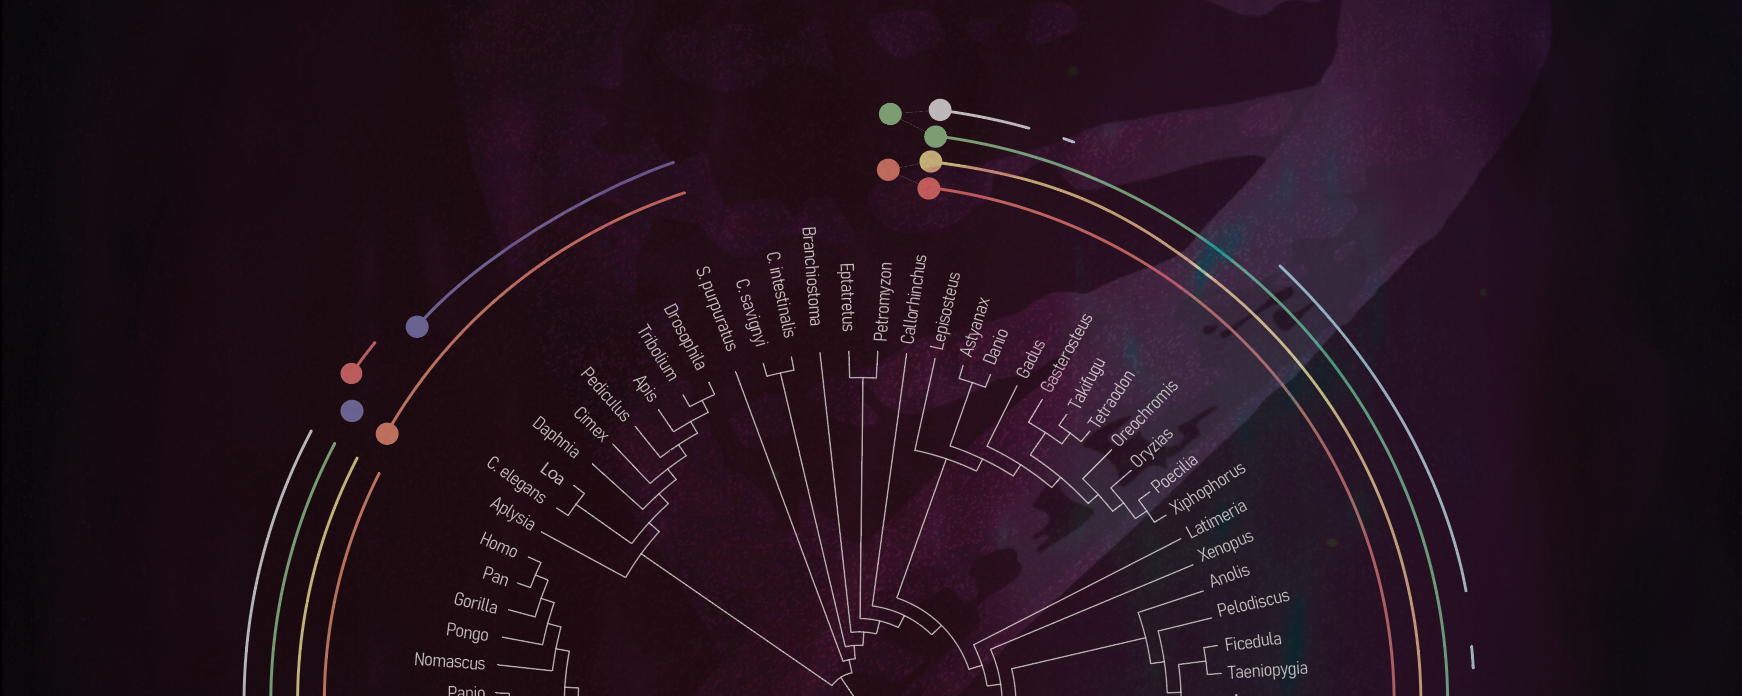 Papio
Nomascus
Pongo
Gorilla
Pan
Homo
Aplysia
C. elegans
Loa
Daphnia
Cimex
Pediculus
Apis
Tribolium
Drosophila
S.purpuratus
C. savignyi
C. intestinalis
Branchiostoma
Eptatretus
Petromyzon
Callorhinchus
Lepisosteus
Astyanax
Danio
Gadus
Gasterosteus
Takifugu
Tetraodon
Oreochromis
Oryzias
Poecilia
Xiphophorus
Latimeria
Xenopus
Anolis
Pelodiscus
Ficedula
Taeniopygia